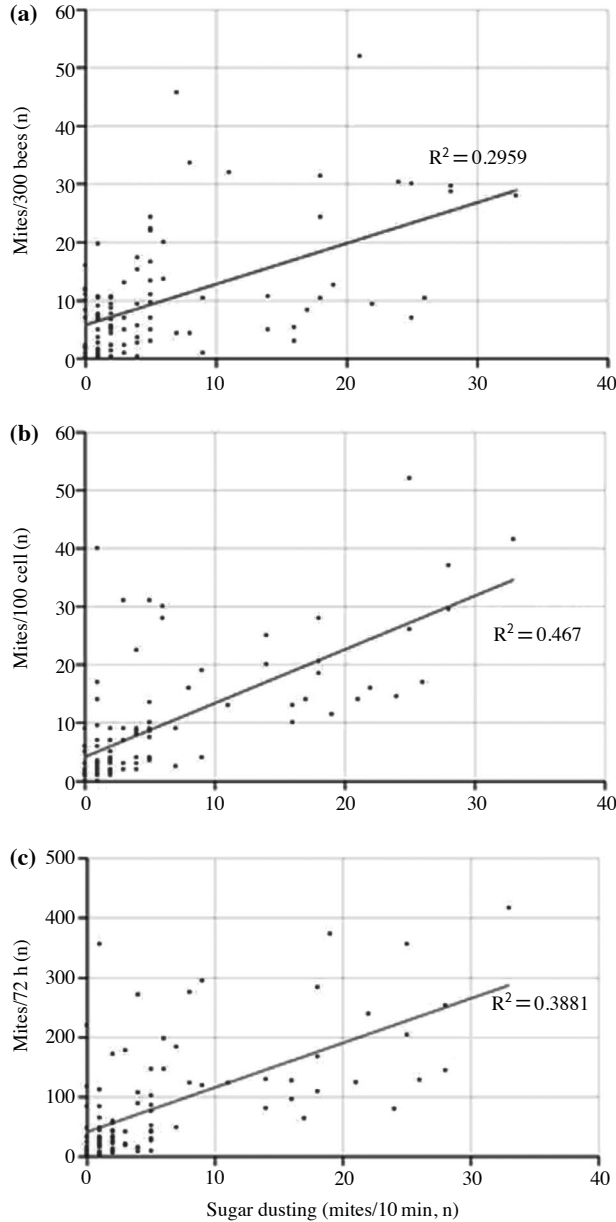 (a)
60
50
40
30
20
10
0
Mites/300 bees (n)
R² = 0.2959
0 10 20 30 40
(b)
60
50
40
30
20
10
0
Mites/100 cell (n)
R² = 0.467
0 10 20 30 40
(c)
500
400
300
200
100
0
Mites/72 h (n)
R² = 0.3881
0 10 20 30 40
Sugar dusting (mites/10 min, n)